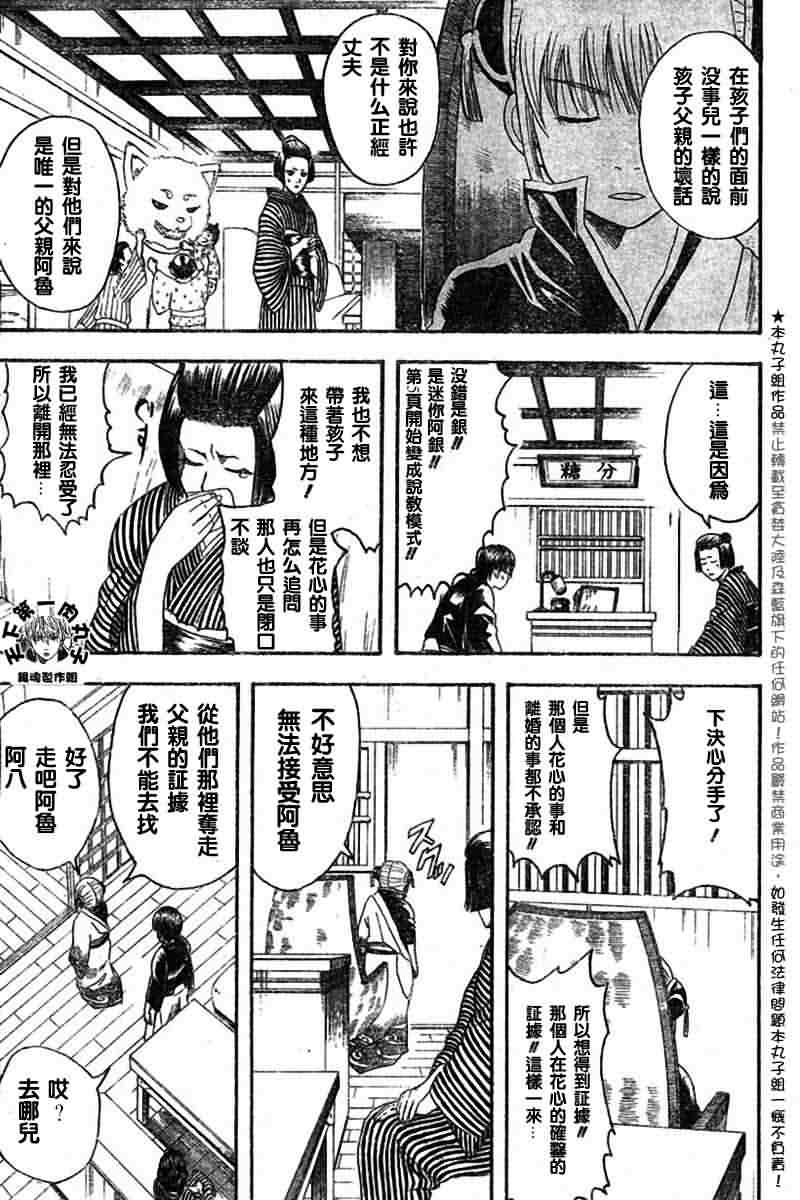 在孩子們的面前
沒事兒一樣的說
孩子父親的壞話
對你來說也許
不是什么正經
丈夫
但是對他們來說
是唯一的父親阿魯
這…這是因爲
糖分
沒錯是銀〃
是迷你阿銀〃
第5頁開始變成說教模式〃
我也不想
帶著孩子
來這種地方！
但是花心的事
再怎么追問
那人也只是閉口
不談
我已經無法忍受了
所以離開那裡…
下決心分手了！
但是
那個人花心的事和
離婚的事都不承認〃
所以想得到証據〃
那個人在花心的確鑿的
証據〃這樣一來…
不好意思
無法接受阿魯
從他們那裡奪走
父親的証據
我們不能去找
好了
走吧阿魯
阿八
哎？
去哪兒
天下第一肉丸子
銀魂製作組
★本丸子組作品禁止轉載至貪婪大陸及森藍旗下的任何網站！作品嚴禁商業用途，如發生任何法律問題本丸子組一概不負責！